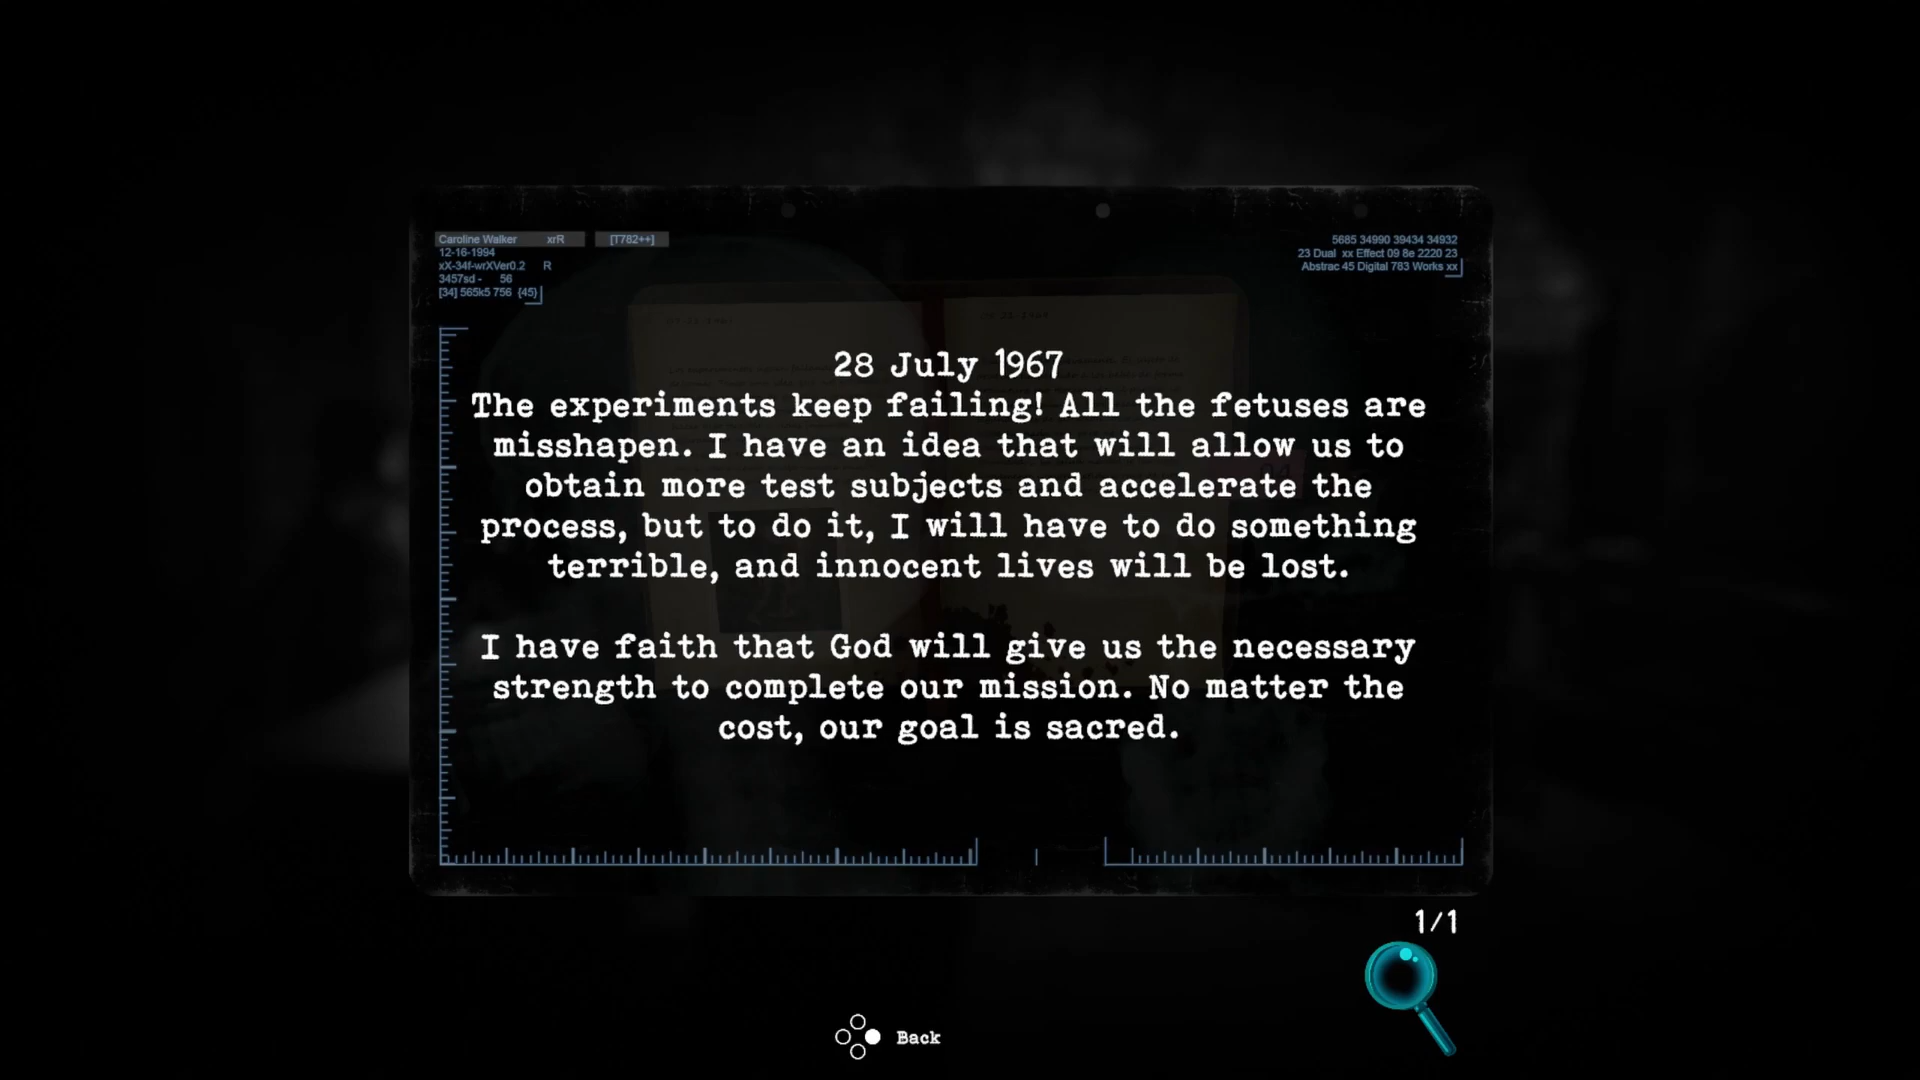 Caroline Walker xrR [T782++]
12-16-1994
xX-34f-wrXVer0.2 R
3457sd - 56
[34] 565k5 756 {45}
5685 34990 39434 34932
23 Dual xx Effect 09 8e 2220 23
Abstrac 45 Digital 783 Works xx
28 July 1967
The experiments keep failing! All the fetuses are
misshapen. I have an idea that will allow us to
obtain more test subjects and accelerate the
process, but to do it, I will have to do something
terrible, and innocent lives will be lost.
I have faith that God will give us the necessary
strength to complete our mission. No matter the
cost, our goal is sacred.
1/1
Back